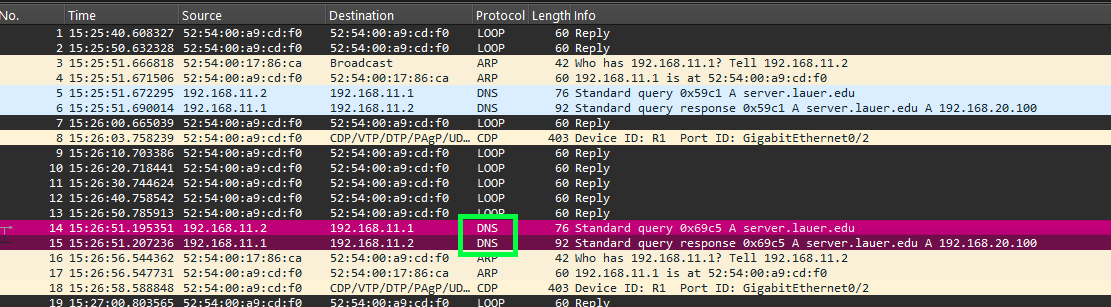 No. Time Source Destination Protocol Length Info
1 15:25:40.608327 52:54:00:a9:cd:f0 52:54:00:a9:cd:f0 LOOP 60 Reply
2 15:25:50.632328 52:54:00:a9:cd:f0 52:54:00:a9:cd:f0 LOOP 60 Reply
3 15:25:51.666818 52:54:00:17:86:ca Broadcast ARP 42 Who has 192.168.11.1? Tell 192.168.11.2
4 15:25:51.671506 52:54:00:a9:cd:f0 52:54:00:17:86:ca ARP 60 192.168.11.1 is at 52:54:00:a9:cd:f0
5 15:25:51.672295 192.168.11.2 192.168.11.1 DNS 76 Standard query 0x59c1 A server.lauer.edu
6 15:25:51.690014 192.168.11.1 192.168.11.2 DNS 92 Standard query response 0x59c1 A server.lauer.edu A 192.168.20.100
7 15:26:00.665039 52:54:00:a9:cd:f0 52:54:00:a9:cd:f0 LOOP 60 Reply
8 15:26:03.758239 52:54:00:a9:cd:f0 CDP/VTP/DTP/PAgP/UD… CDP 403 Device ID: R1 Port ID: GigabitEthernet0/2
9 15:26:10.703386 52:54:00:a9:cd:f0 52:54:00:a9:cd:f0 LOOP 60 Reply
10 15:26:20.718441 52:54:00:a9:cd:f0 52:54:00:a9:cd:f0 LOOP 60 Reply
11 15:26:30.744624 52:54:00:a9:cd:f0 52:54:00:a9:cd:f0 LOOP 60 Reply
12 15:26:40.758542 52:54:00:a9:cd:f0 52:54:00:a9:cd:f0 LOOP 60 Reply
13 15:26:50.785913 52:54:00:a9:cd:f0 52:54:00:a9:cd:f0 LOOP 60 Reply
14 15:26:51.195351 192.168.11.2 192.168.11.1 DNS 76 Standard query 0x69c5 A server.lauer.edu
15 15:26:51.207236 192.168.11.1 192.168.11.2 DNS 92 Standard query response 0x69c5 A server.lauer.edu A 192.168.20.100
16 15:26:56.544362 52:54:00:17:86:ca 52:54:00:a9:cd:f0 ARP 42 Who has 192.168.11.1? Tell 192.168.11.2
17 15:26:56.547731 52:54:00:a9:cd:f0 52:54:00:17:86:ca ARP 60 192.168.11.1 is at 52:54:00:a9:cd:f0
18 15:26:58.588848 52:54:00:a9:cd:f0 CDP/VTP/DTP/PAgP/UD… CDP 403 Device ID: R1 Port ID: GigabitEthernet0/2
19 15:27:00.803565 52:54:00:a9:cd:f0 52:54:00:a9:cd:f0 LOOP 60 Reply